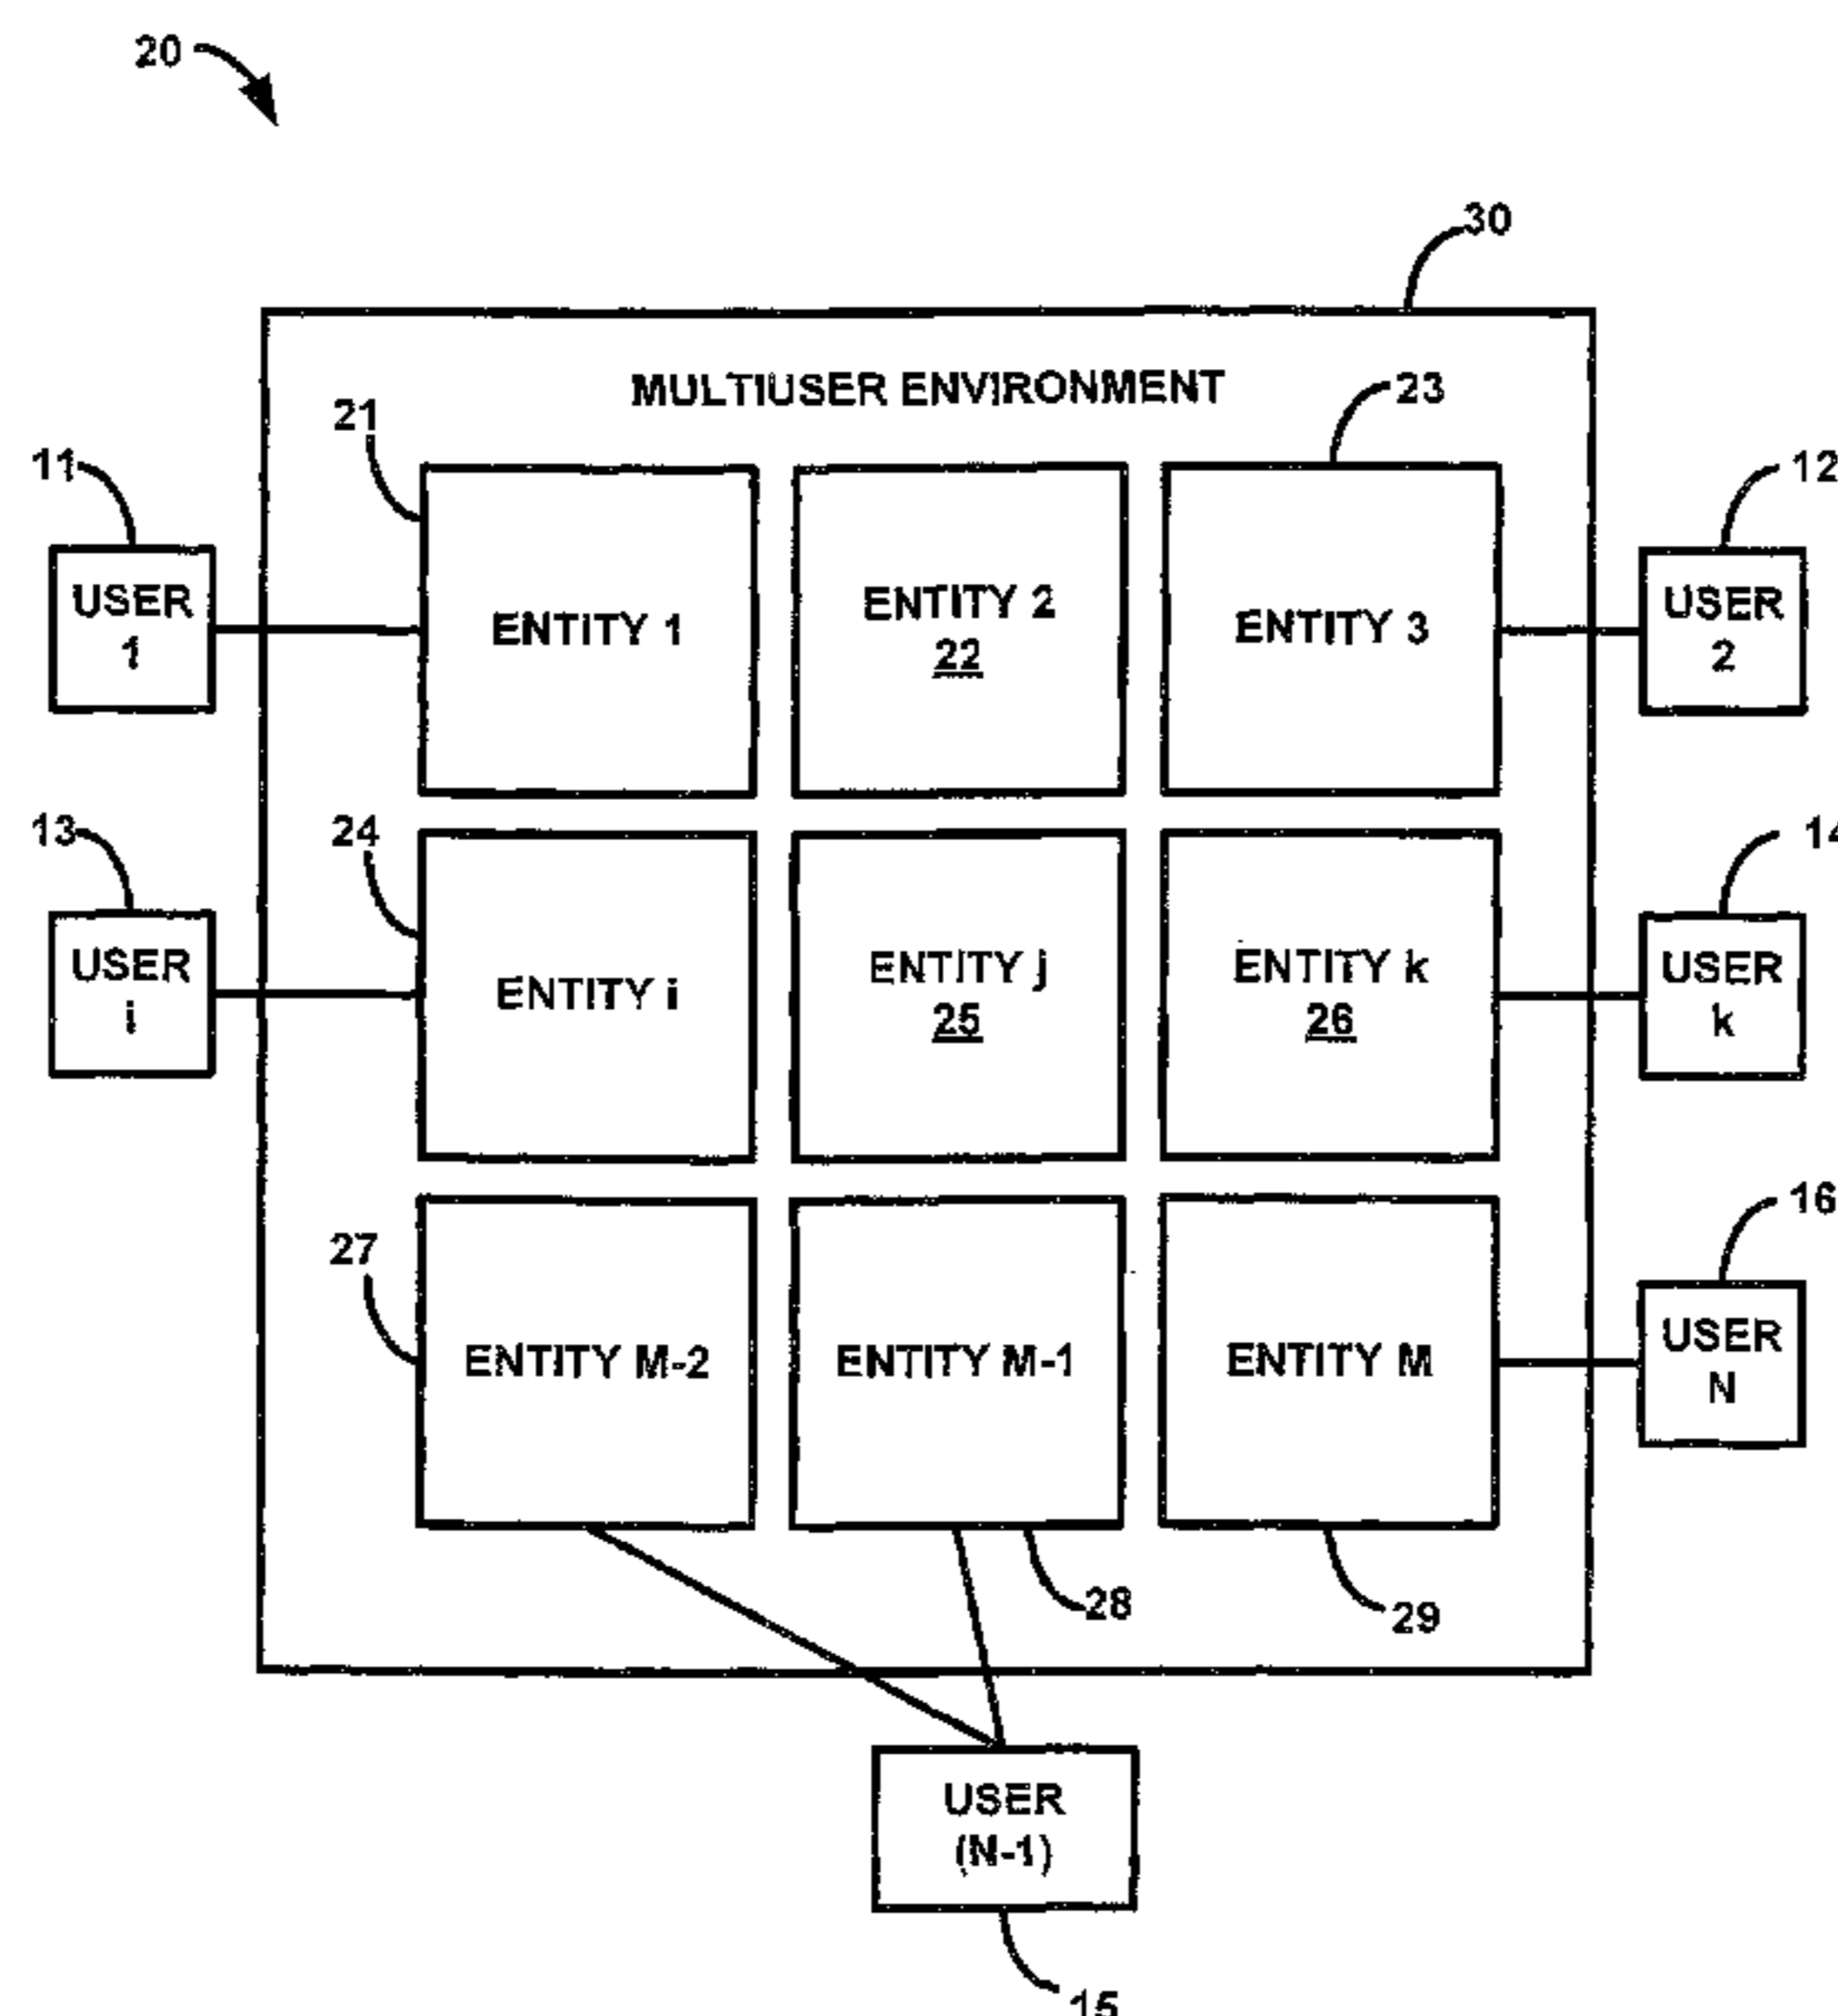 20
30
MULTIUSER ENVIRONMENT
21
23
11
12
USER
1
ENTITY 1
ENTITY 2
22
ENTITY 3
USER
2
13
24
14
USER
i
ENTITY i
ENTITY j
25
ENTITY k
26
USER
k
27
16
ENTITY M-2
ENTITY M-1
ENTITY M
USER
N
28
29
USER
(N-1)
15